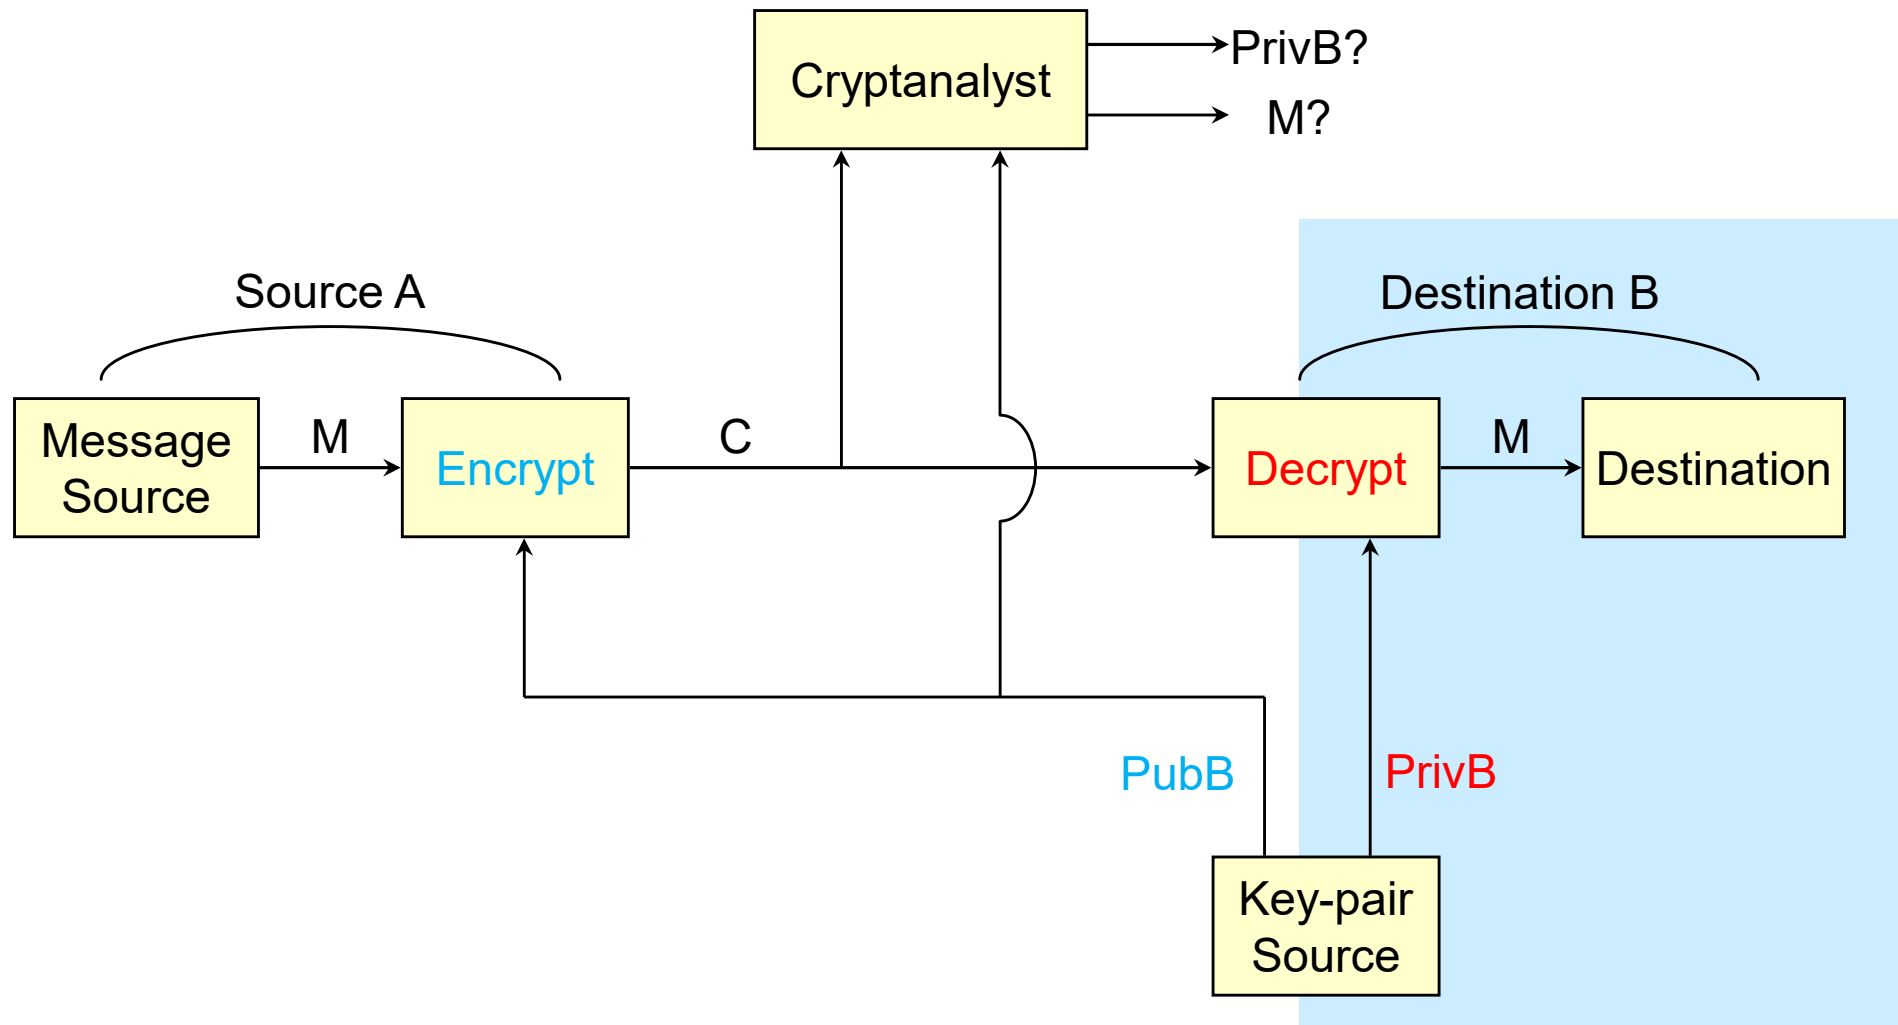 Cryptanalyst
PrivB?
M?
Source A
Destination B
Message
Source
M
Encrypt
C
Decrypt
M
Destination
PubB
PrivB
Key-pair
Source